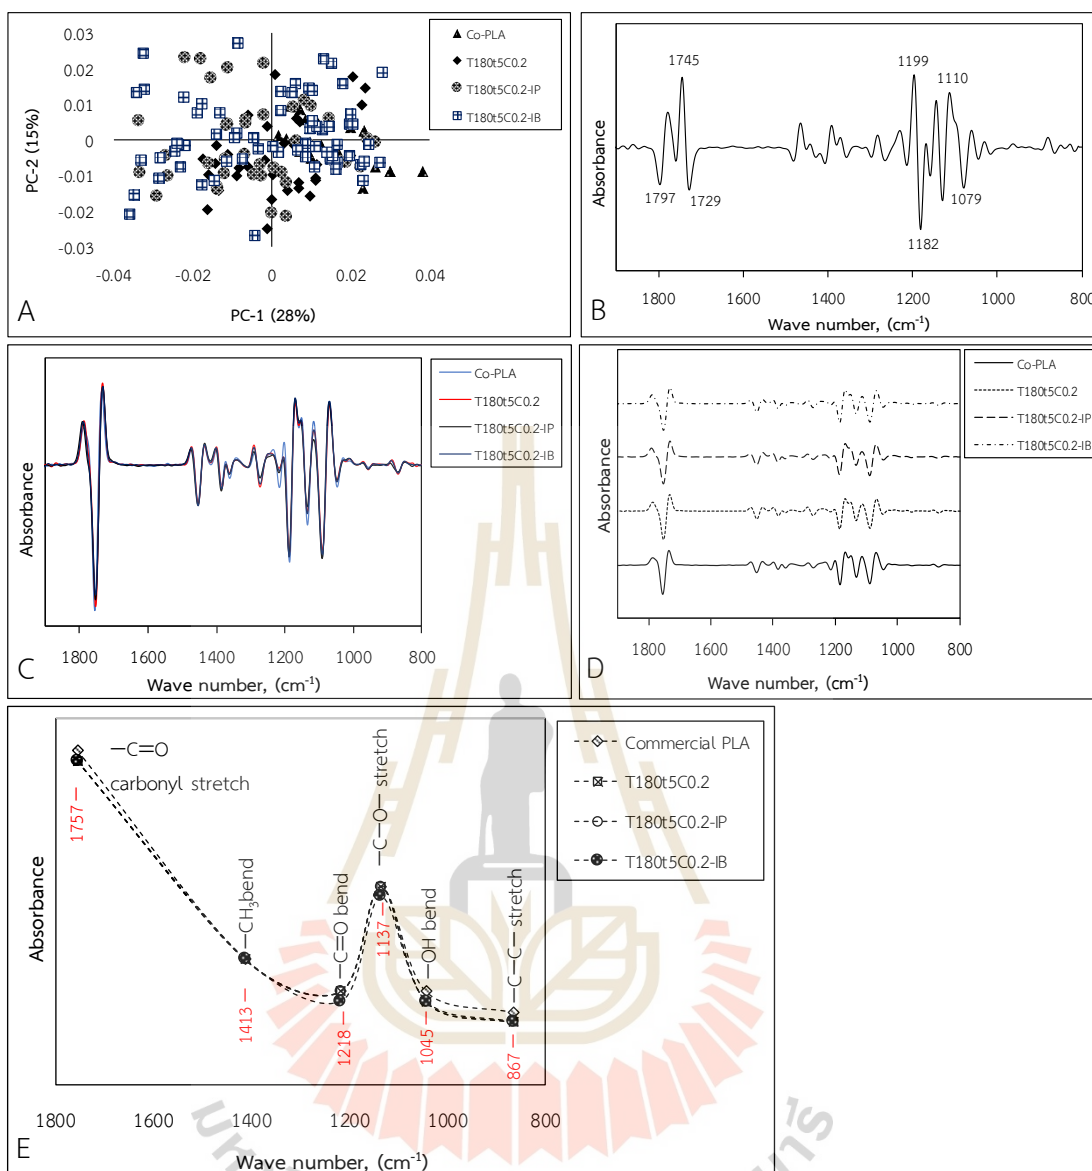 0.03
0.02
0.01
0
-0.01
-0.02
-0.03
-0.04
-0.02
0
0.02
0.04
PC-2 (15%)
PC-1 (28%)
Co-PLA
T180t5C0.2
T180t5C0.2-IP
T180t5C0.2-IB
A
1745
1199
1110
1797
1729
1079
1182
Absorbance
1800
1600
1400
1200
1000
800
Wave number, (cm-1)
B
Co-PLA
T180t5C0.2
T180t5C0.2-IP
T180t5C0.2-IB
Absorbance
1800
1600
1400
1200
1000
800
Wave number, (cm-1)
C
Co-PLA
T180t5C0.2
T180t5C0.2-IP
T180t5C0.2-IB
Absorbance
1800
1600
1400
1200
1000
800
Wave number, (cm-1)
D
—C=O
carbonyl stretch
1757 —
—CH3bend
1413 —
—C=O bend
1218 —
—C—O— stretch
1137 —
—OH bend
1045 —
—C—C— stretch
867 —
Commercial PLA
T180t5C0.2
T180t5C0.2-IP
T180t5C0.2-IB
Absorbance
1800
1600
1400
1200
1000
800
Wave number, (cm-1)
E